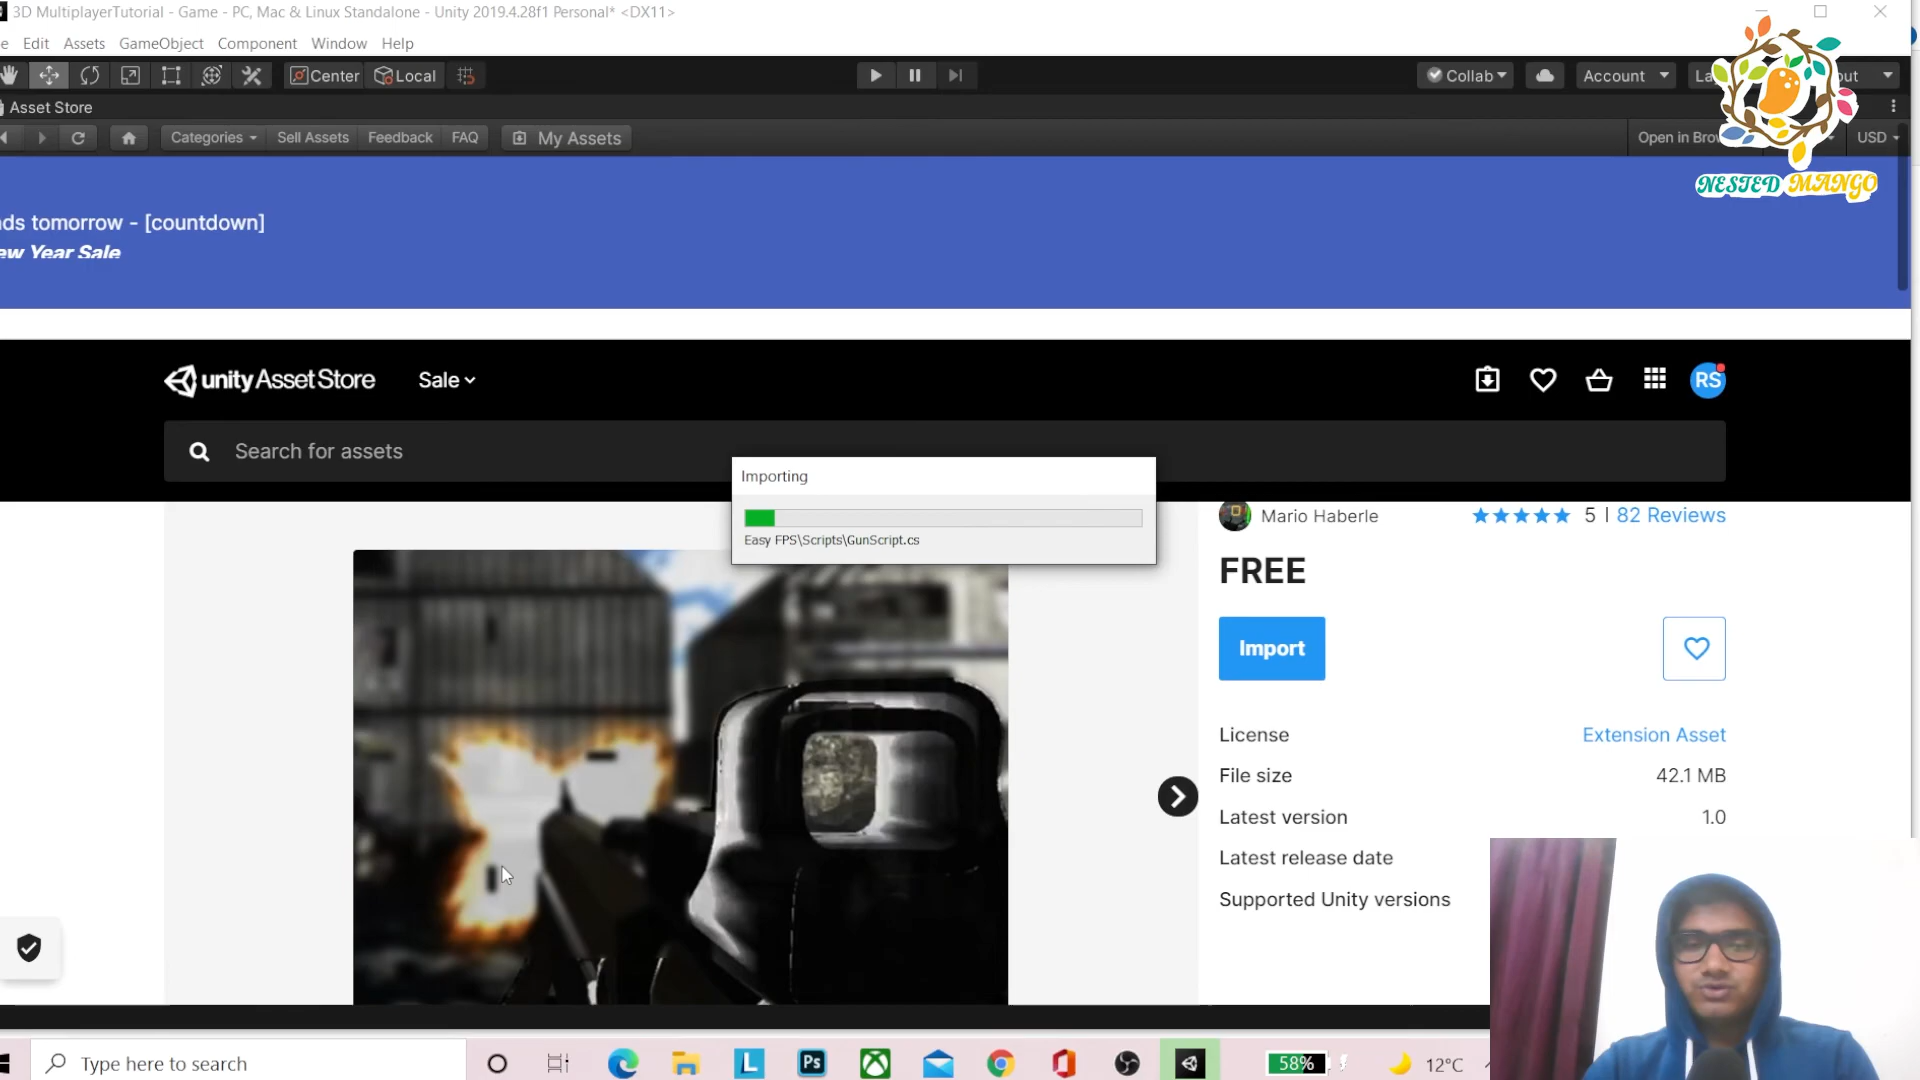 3D MultiplayerTutorial - Game - PC, Mac & Linux Standalone - Unity 2019.4.28f1 Personal* <DX11>
Edit Assets GameObject Component Window Help
Center Local Collab Account
Asset Store
Categories Sell Assets Feedback FAQ My Assets USD
NESTED MANGO
nds tomorrow - [countdown]
ew Year Sale
unity Asset Store Sale RS
Search for assets
Importing
Easy FPS\Scripts\GunScript.cs
Mario Haberle 5 | 82 Reviews
FREE
Import
License Extension Asset
File size 42.1 MB
Latest version 1.0
Latest release date
Supported Unity versions
Type here to search L Ps 58% 12°C